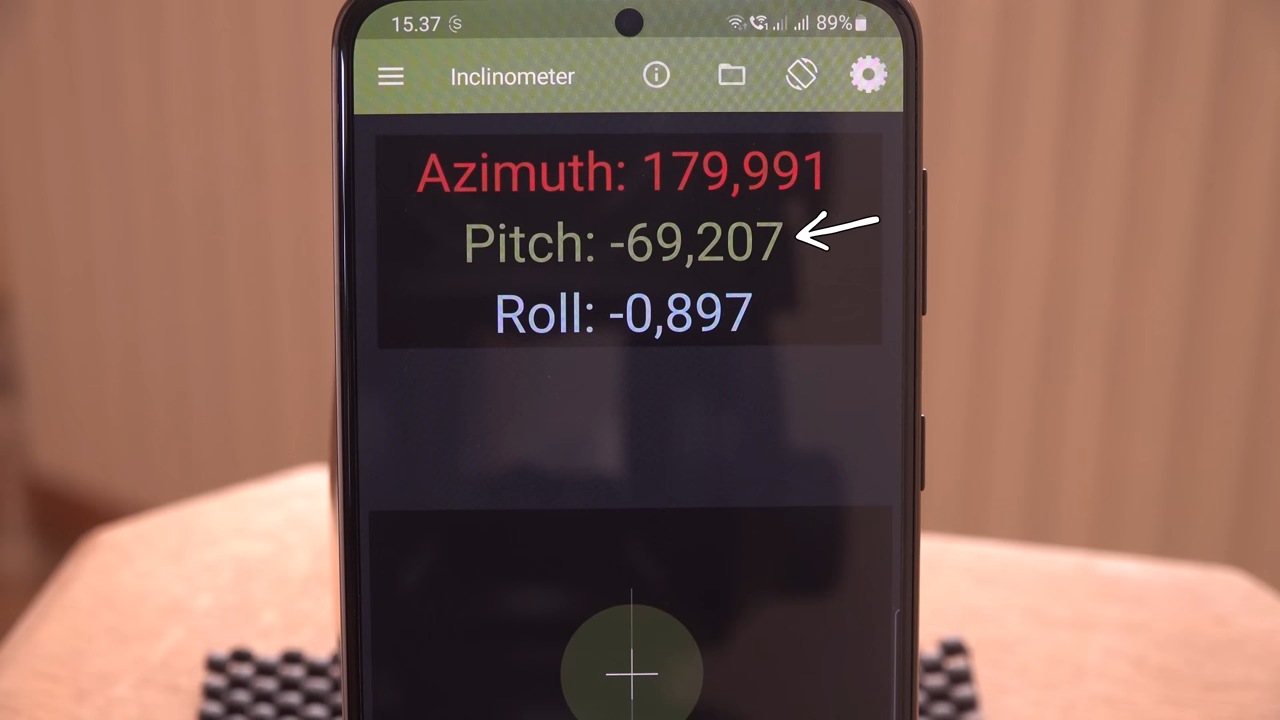 15.37 89%
Inclinometer
Azimuth: 179,991
Pitch: -69,207
Roll: -0,897